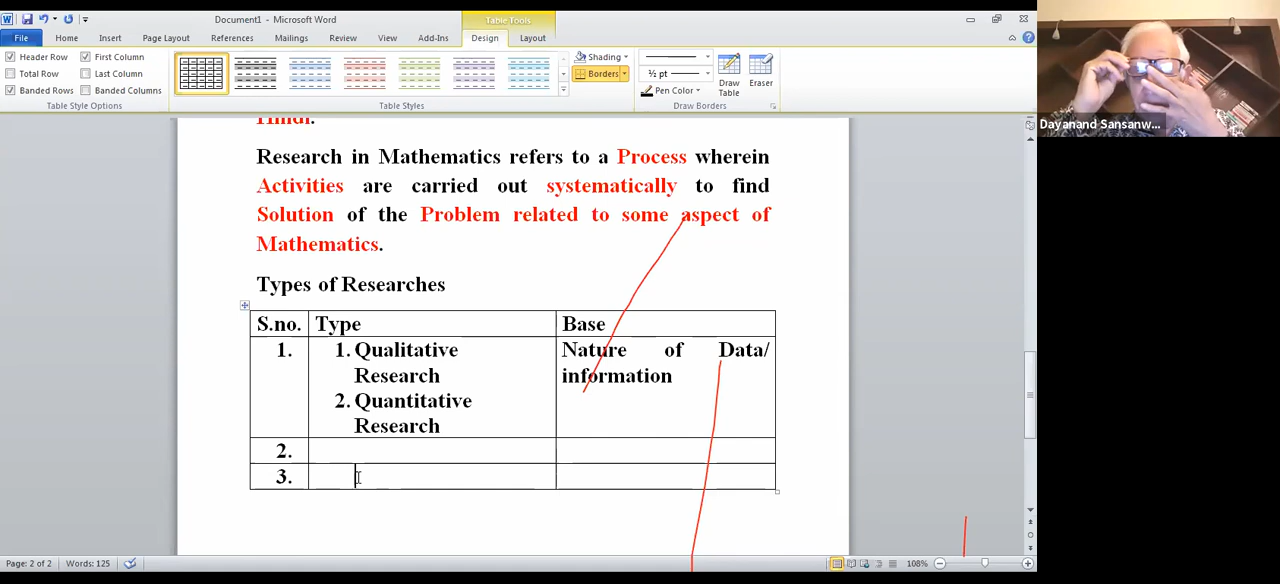 Document1 - Microsoft Word
Table Tools
File Home Insert Page Layout References Mailings Review View Add-Ins Design Layout
Header Row First Column
Total Row Last Column
Banded Rows Banded Columns
Table Style Options
Table Styles
Shading
Borders
½ pt
Pen Color
Draw Table
Eraser
Draw Borders
Dayanand Sansanw...
Hindi.
Research in Mathematics refers to a Process wherein
Activities are carried out systematically to find
Solution of the Problem related to some aspect of
Mathematics.
Types of Researches
S.no. Type Base
1. 1. Qualitative Nature of Data/
Research information
2. Quantitative
Research
2.
3.
Page: 2 of 2 Words: 125 108%